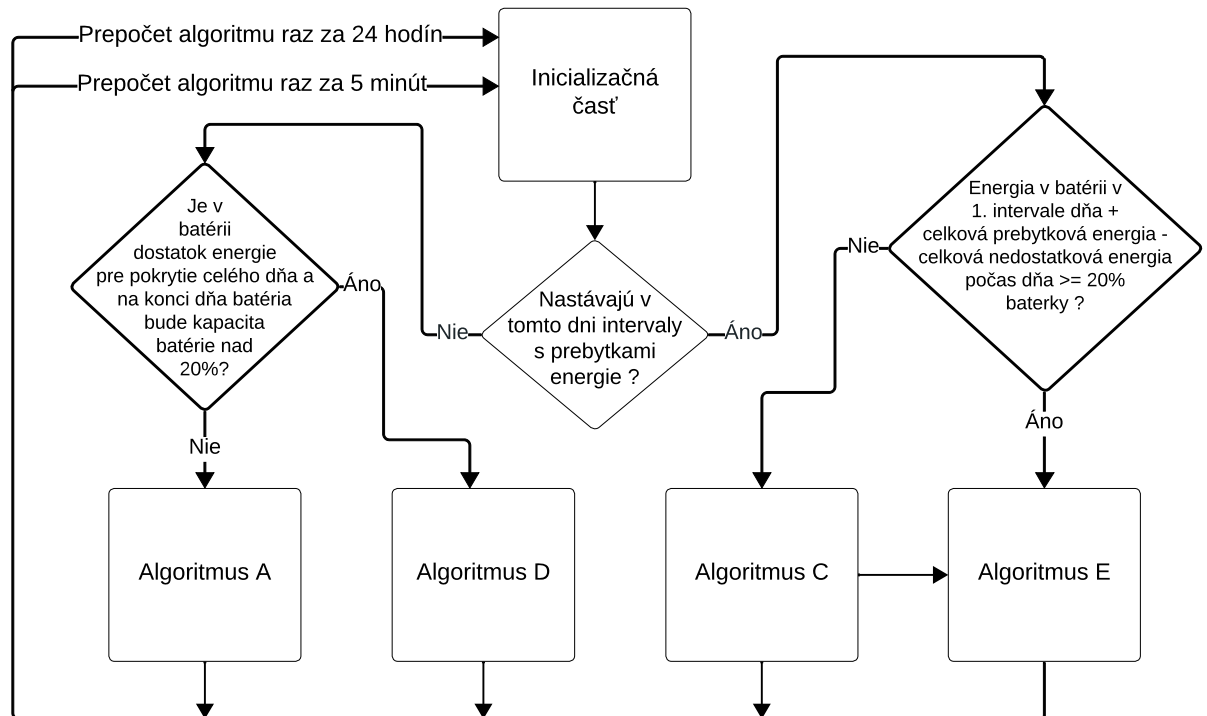 Prepočet algoritmu raz za 24 hodín
Prepočet algoritmu raz za 5 minút
Inicializačná
časť
Je v
batérii
dostatok energie
pre pokrytie celého dňa a
na konci dňa batéria
bude kapacita
batérie nad
20%?
Áno
Nie
Nie
Nastávajú v
tomto dni intervaly
s prebytkami
energie ?
Áno
Nie
Energia v batérii v
1. intervale dňa +
celková prebytková energia -
celková nedostatková energia
počas dňa >= 20%
baterky ?
Áno
Algoritmus A
Algoritmus D
Algoritmus C
Algoritmus E